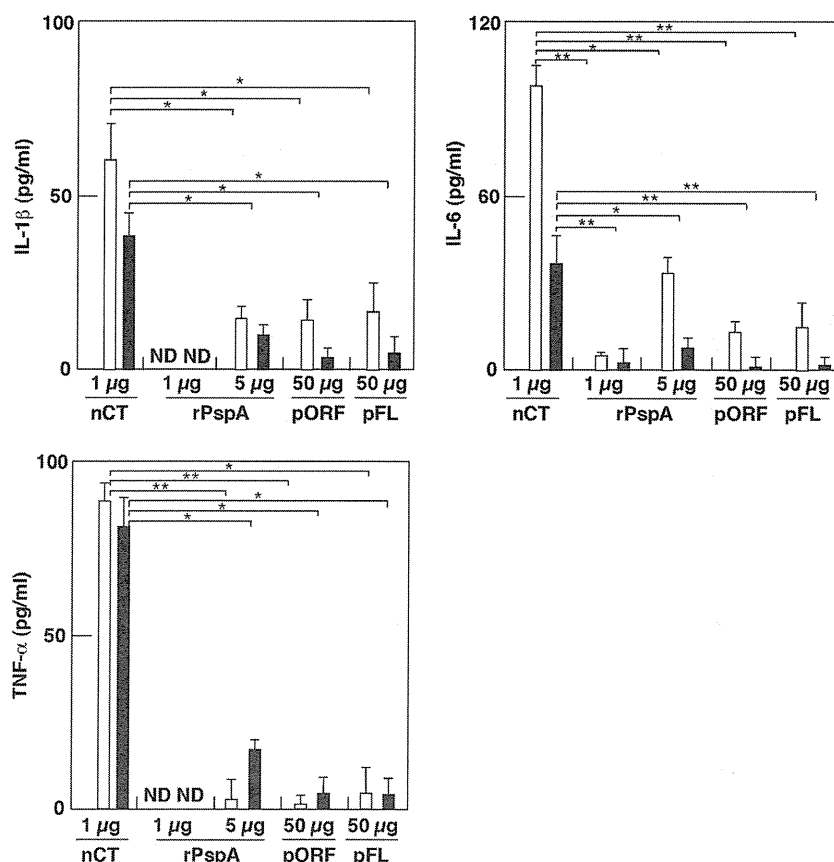 100
50
0
IL-1β (pg/ml)
*
*
*
*
*
*
ND ND
1 µg 1 µg 5 µg 50 µg 50 µg
nCT rPspA pORF pFL
120
60
0
IL-6 (pg/ml)
**
**
*
**
**
**
*
**
1 µg 1 µg 5 µg 50 µg 50 µg
nCT rPspA pORF pFL
100
50
0
TNF-α (pg/ml)
*
**
**
*
*
*
ND ND
1 µg 1 µg 5 µg 50 µg 50 µg
nCT rPspA pORF pFL